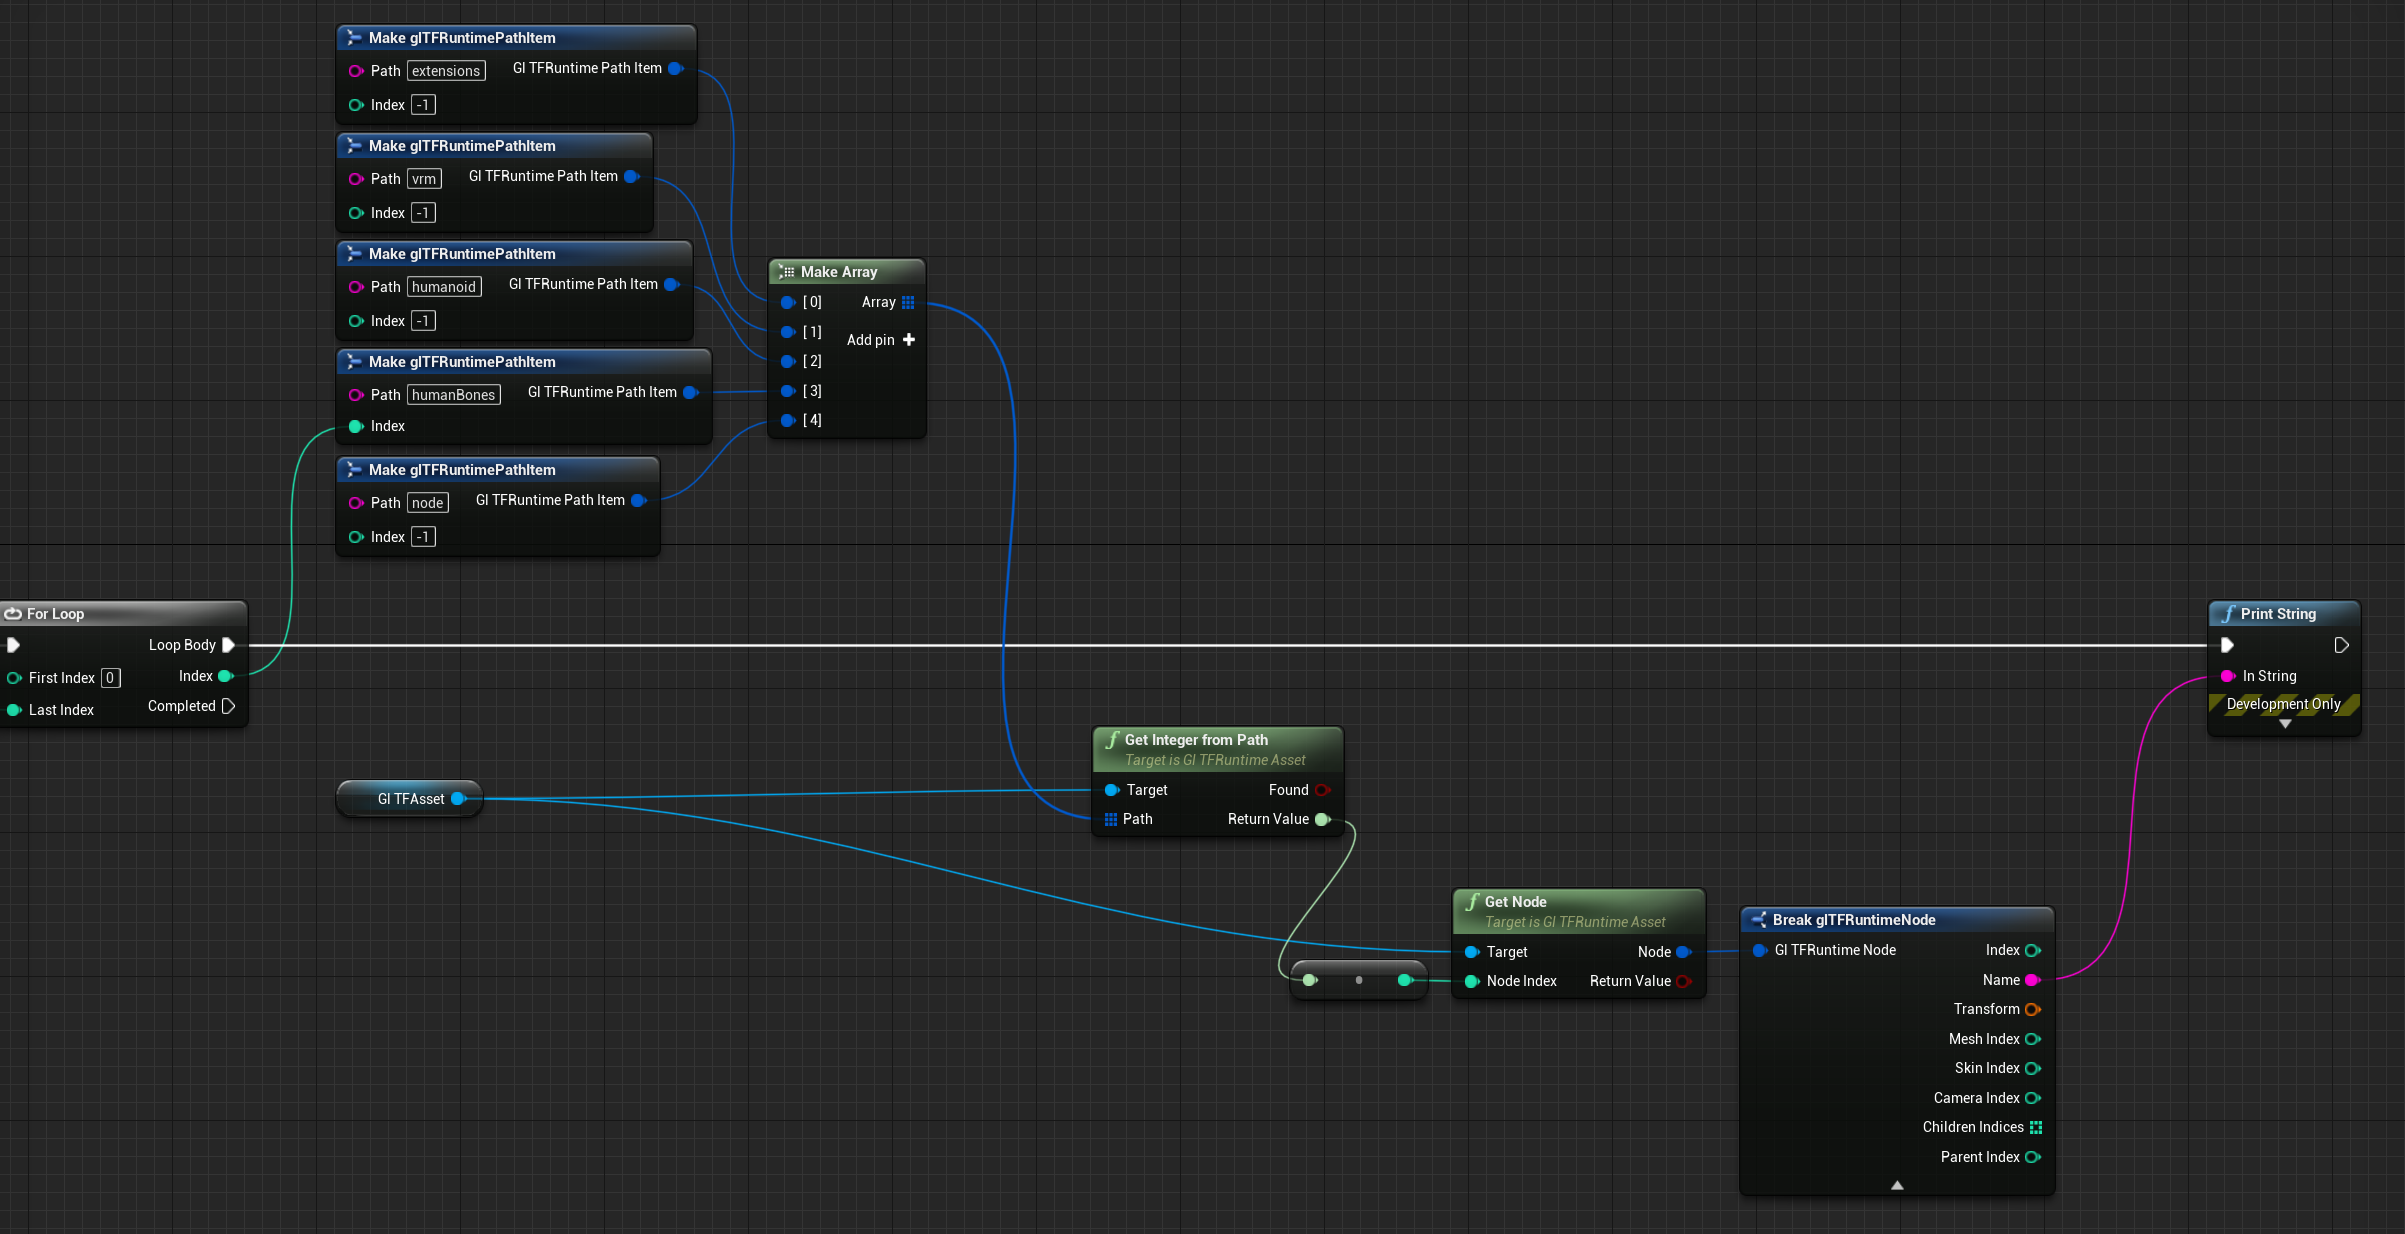 Make glTFRuntimePathItem
Path extensions GI TFRuntime Path Item
Index -1
Make glTFRuntimePathItem
Path vrm GI TFRuntime Path Item
Index -1
Make glTFRuntimePathItem
Path humanoid GI TFRuntime Path Item
Index -1
Make glTFRuntimePathItem
Path humanBones GI TFRuntime Path Item
Index
Make glTFRuntimePathItem
Path node GI TFRuntime Path Item
Index -1
Make Array
[ 0] Array
[ 1]
Add pin
[ 2]
[ 3]
[ 4]
For Loop
Loop Body
First Index 0 Index
Last Index Completed
GI TFAsset
Get Integer from Path
Target is GI TFRuntime Asset
Target Found
Path Return Value
Get Node
Target is GI TFRuntime Asset
Target Node
Node Index Return Value
Break glTFRuntimeNode
GI TFRuntime Node Index
Name
Transform
Mesh Index
Skin Index
Camera Index
Children Indices
Parent Index
Print String
In String
Development Only